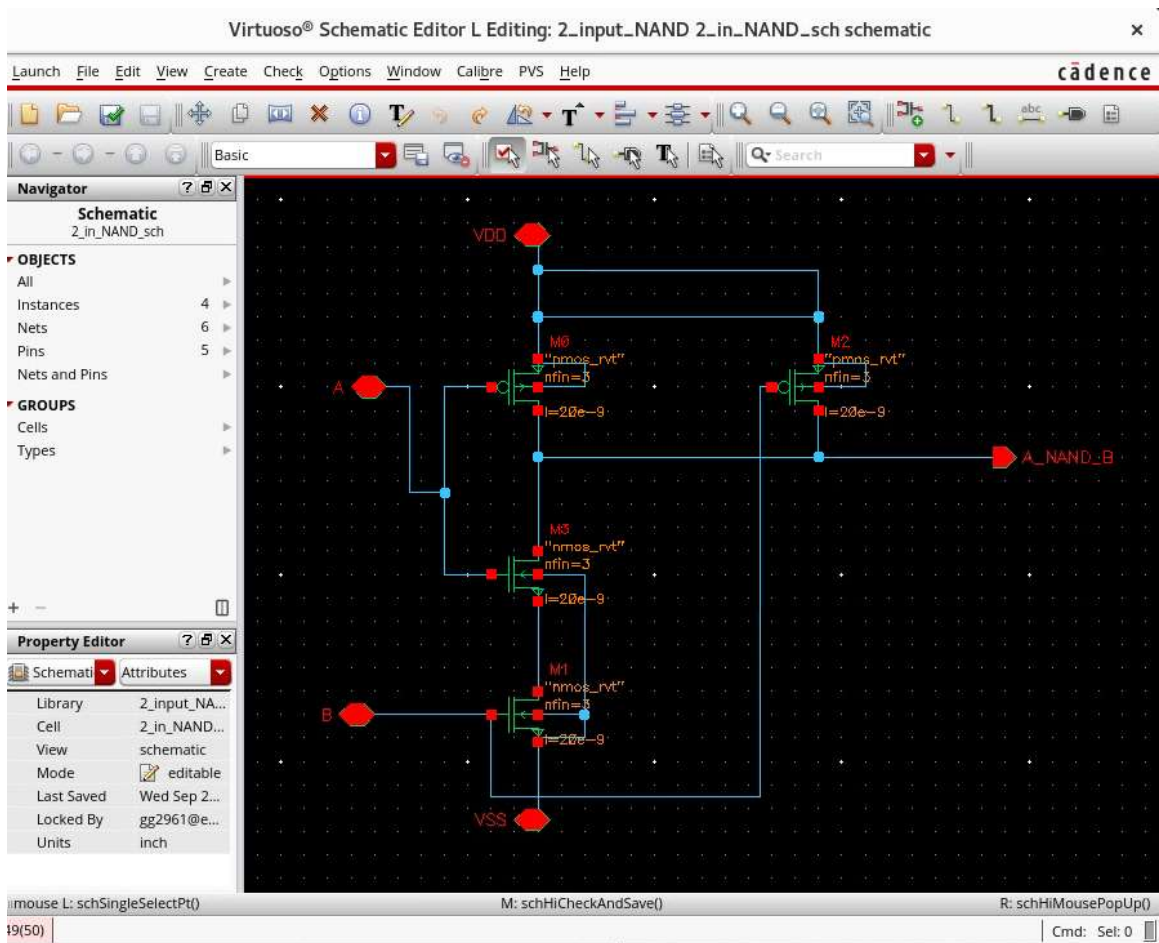 Virtuoso® Schematic Editor L Editing: 2_input_NAND 2_in_NAND_sch schematic
Launch File Edit View Create Check Options Window Calibre PVS Help
cādence
abc
Basic
Search
Navigator
Schematic
2_in_NAND_sch
OBJECTS
All
Instances 4
Nets 6
Pins 5
Nets and Pins
GROUPS
Cells
Types
Property Editor
Schemati Attributes
Library 2_input_NA...
Cell 2_in_NAND...
View schematic
Mode editable
Last Saved Wed Sep 2...
Locked By gg2961@e...
Units inch
VDD
M0
"pmos_rvt"
nfin=3
l=20e-9
M2
"pmos_rvt"
nfin=3
l=20e-9
A
A_NAND_B
M3
"nmos_rvt"
nfin=3
l=20e-9
M1
"nmos_rvt"
nfin=3
l=20e-9
B
VSS
mouse L: schSingleSelectPt() M: schHiCheckAndSave() R: schHiMousePopUp()
49(50) Cmd: Sel: 0